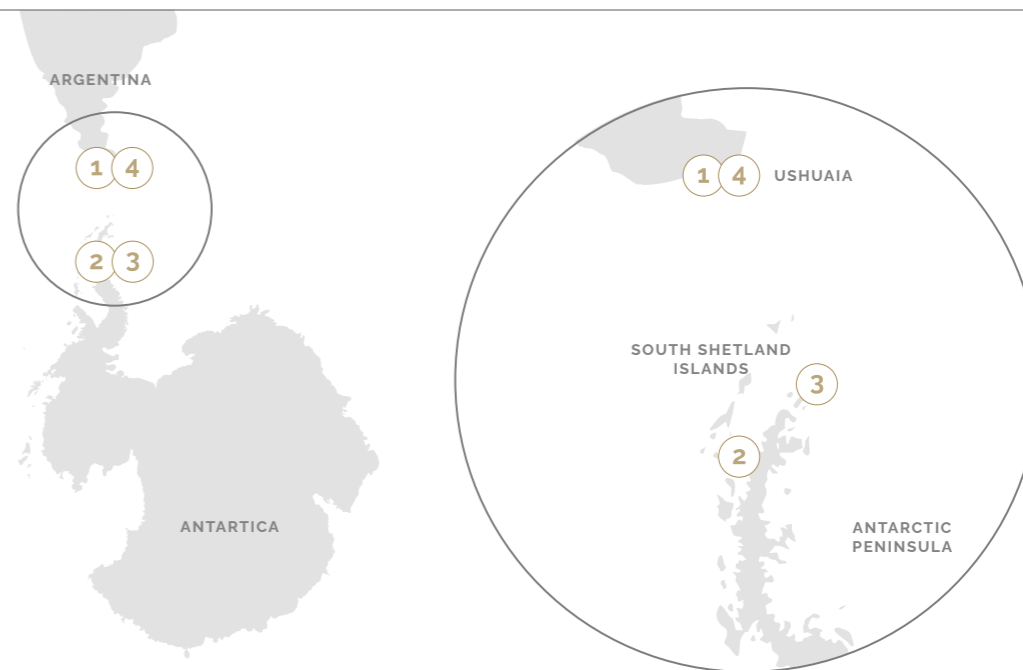 ARGENTINA
1 4
2 3
ANTARTICA
1 4 USHUAIA
SOUTH SHETLAND
ISLANDS
3
2
ANTARCTIC
PENINSULA